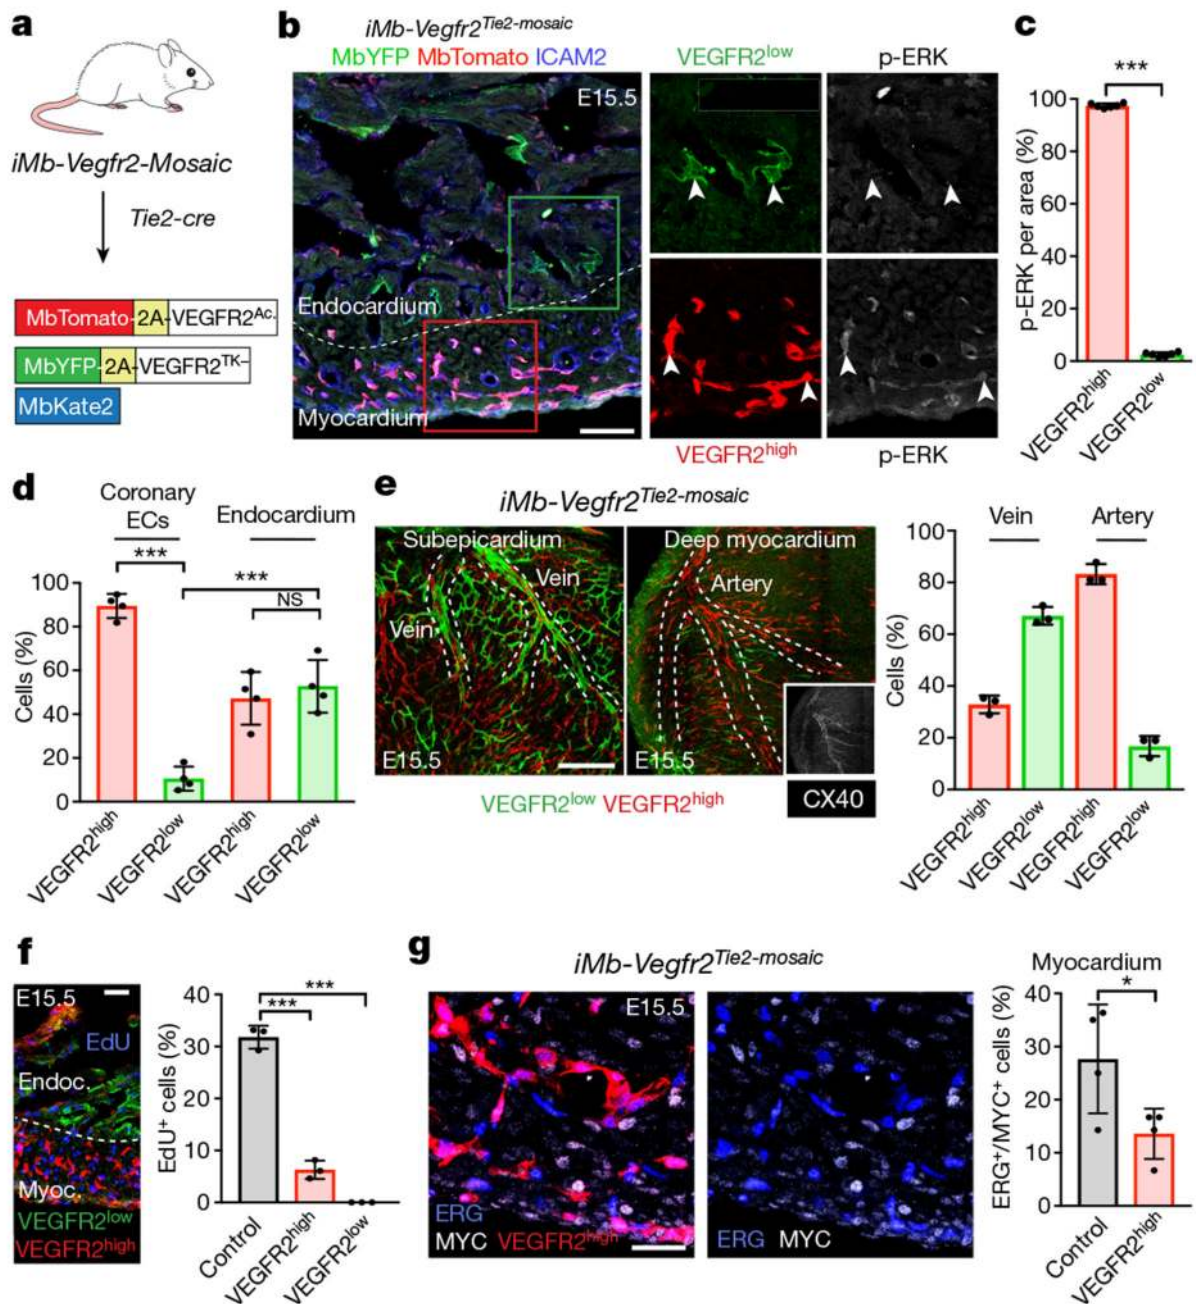 a
iMb-Vegfr2-Mosaic
Tie2-cre
MbTomato-2A-VEGFR2Ac.
MbYFP-2A-VEGFR2TK–
MbKate2
b
iMb-Vegfr2Tie2-mosaic
MbYFP MbTomato ICAM2
E15.5
Endocardium
Myocardium
VEGFR2low
p-ERK
VEGFR2high
p-ERK
c
***
p-ERK per area (%)
100
80
60
40
20
0
VEGFR2high
VEGFR2low
d
Coronary
ECs
Endocardium
***
***
NS
Cells (%)
100
80
60
40
20
0
VEGFR2high
VEGFR2low
VEGFR2high
VEGFR2low
e
iMb-Vegfr2Tie2-mosaic
Subepicardium
Vein
Vein
E15.5
Deep myocardium
Artery
E15.5
CX40
VEGFR2low VEGFR2high
Vein
Artery
Cells (%)
100
80
60
40
20
0
VEGFR2high
VEGFR2low
VEGFR2high
VEGFR2low
f
E15.5
EdU
Endoc.
Myoc.
VEGFR2low
VEGFR2high
***
***
EdU+ cells (%)
40
30
20
10
0
Control
VEGFR2high
VEGFR2low
g
iMb-Vegfr2Tie2-mosaic
E15.5
ERG
MYC VEGFR2high
ERG MYC
Myocardium
*
ERG+/MYC+ cells (%)
40
30
20
10
0
Control
VEGFR2high